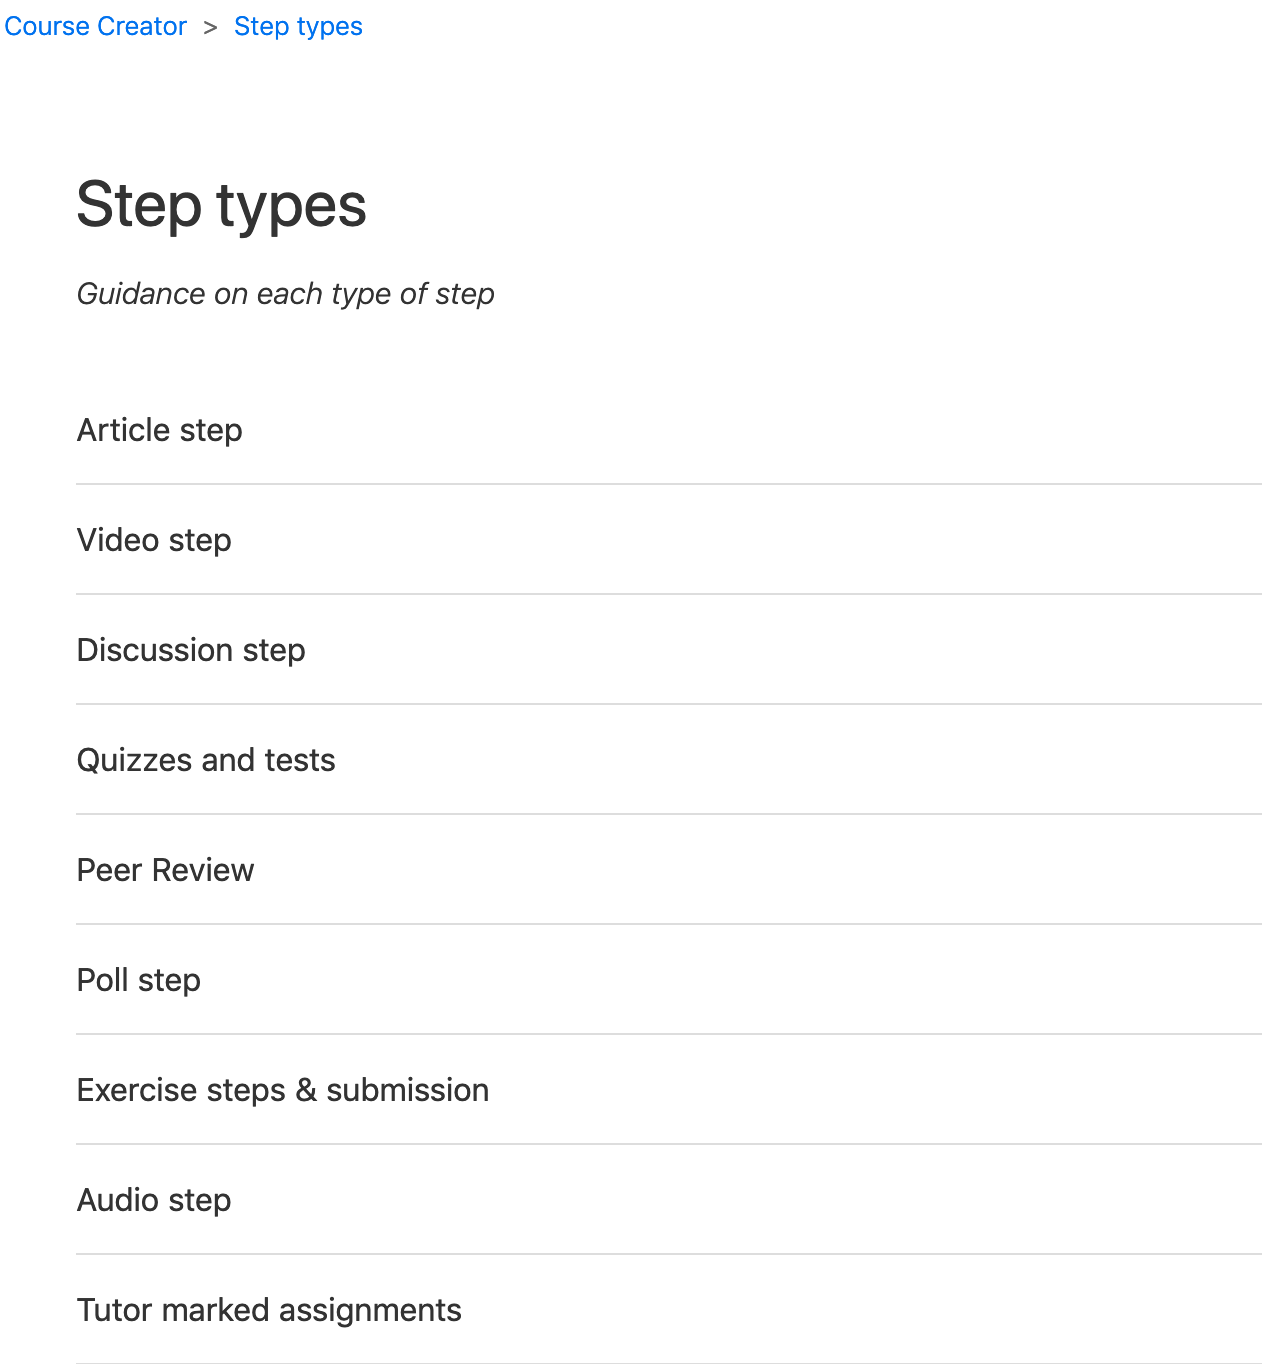 Course Creator > Step types
Step types
Guidance on each type of step
Article step
Video step
Discussion step
Quizzes and tests
Peer Review
Poll step
Exercise steps & submission
Audio step
Tutor marked assignments